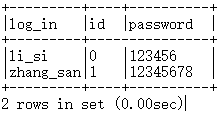 +---------+---+--------+
|log_in |id |password|
+---------+---+--------+
|li_si |0 |123456
|zhang_san|1 |12345678
+---------+---+--------+
2 rows in set (0.00sec)